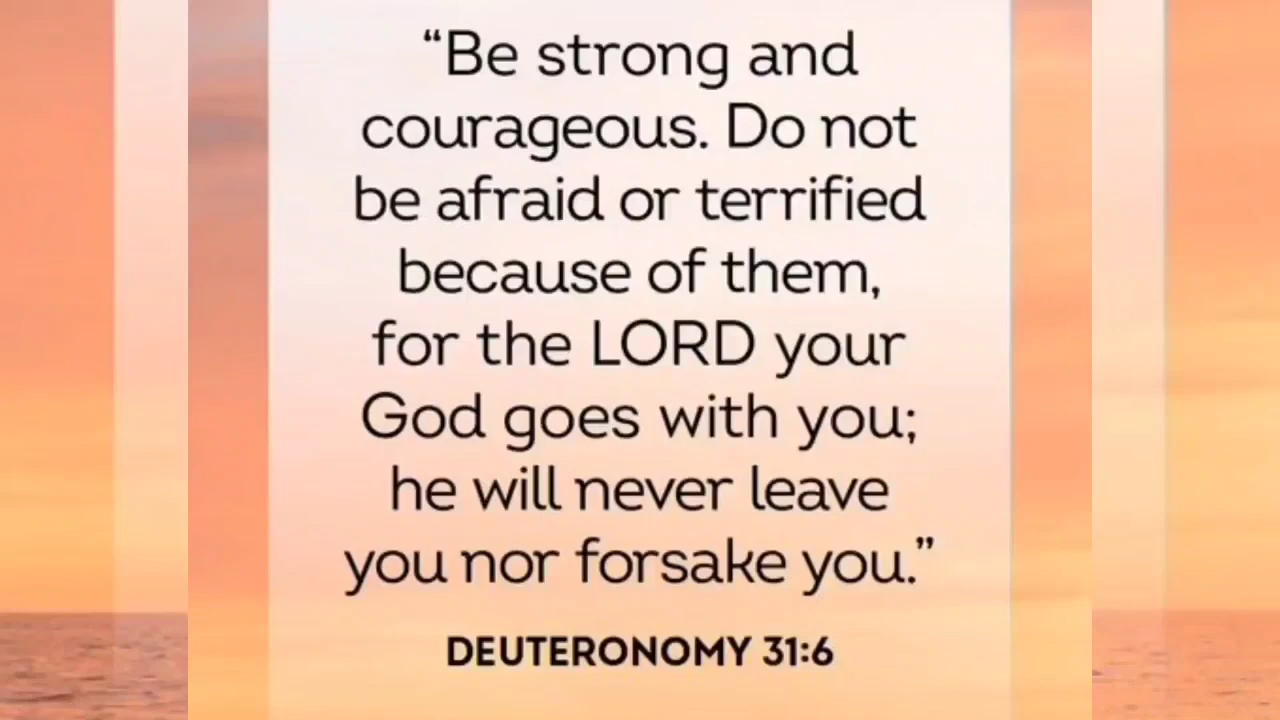 “Be strong and
courageous. Do not
be afraid or terrified
because of them,
for the LORD your
God goes with you;
he will never leave
you nor forsake you.”
DEUTERONOMY 31:6